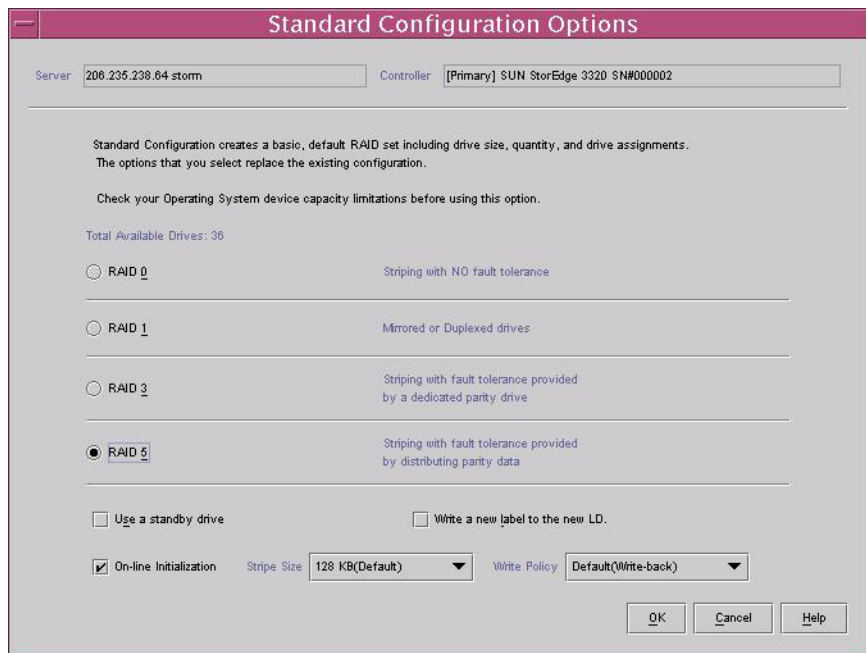 Standard Configuration Options
Server 206.235.238.64 storm Controller [Primary] SUN StorEdge 3320 SN#000002
Standard Configuration creates a basic, default RAID set including drive size, quantity, and drive assignments.
The options that you select replace the existing configuration.
Check your Operating System device capacity limitations before using this option.
Total Available Drives: 36
RAID 0 Striping with NO fault tolerance
RAID 1 Mirrored or Duplexed drives
RAID 3 Striping with fault tolerance provided
by a dedicated parity drive
RAID 5 Striping with fault tolerance provided
by distributing parity data
Use a standby drive Write a new label to the new LD.
On-line Initialization Stripe Size 128 KB(Default) Write Policy Default(Write-back)
OK Cancel Help